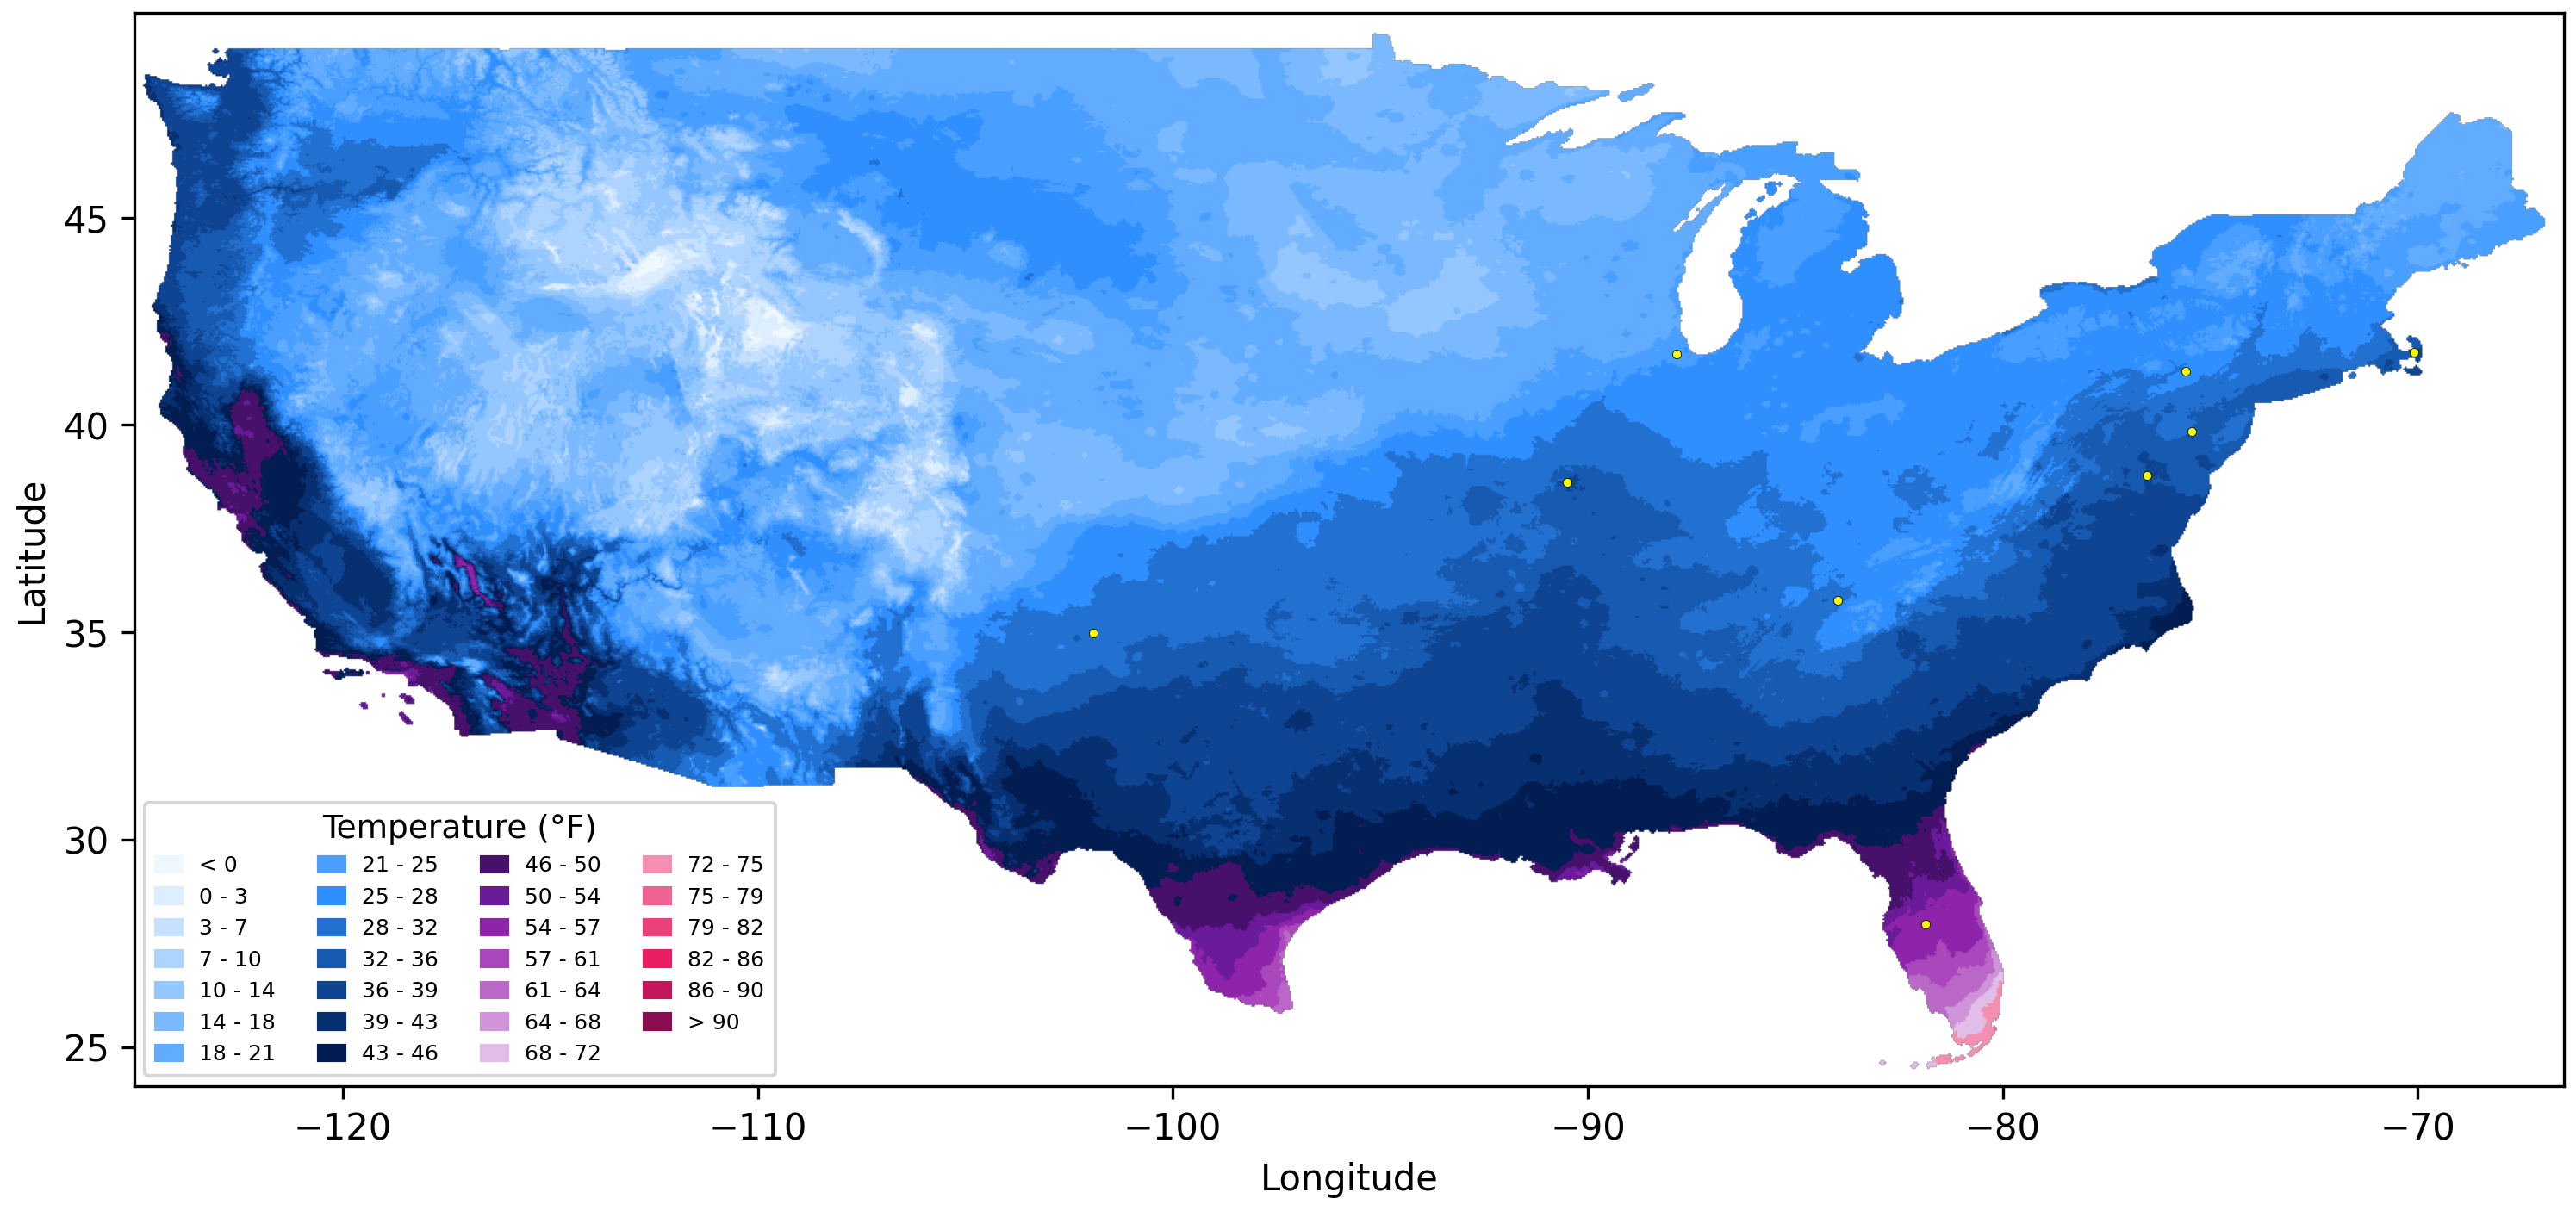 45
40
35
30
25
Latitude
Temperature (°F)
< 0
0 - 3
3 - 7
7 - 10
10 - 14
14 - 18
18 - 21
21 - 25
25 - 28
28 - 32
32 - 36
36 - 39
39 - 43
43 - 46
46 - 50
50 - 54
54 - 57
57 - 61
61 - 64
64 - 68
68 - 72
72 - 75
75 - 79
79 - 82
82 - 86
86 - 90
> 90
−120 −110 −100 −90 −80 −70
Longitude